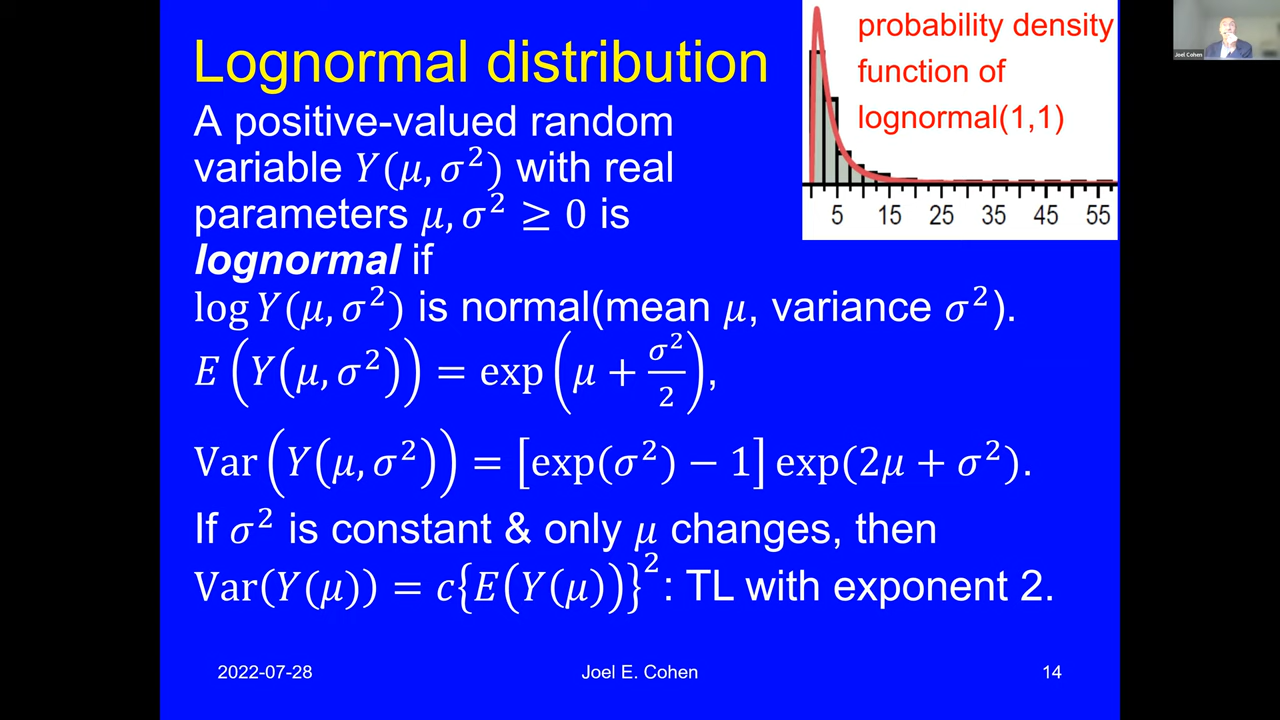 Lognormal distribution
A positive-valued random
variable Y(μ, σ²) with real
parameters μ, σ² ≥ 0 is
lognormal if
log Y(μ, σ²) is normal(mean μ, variance σ²).
E(Y(μ, σ²)) = exp(μ + σ²/2),
Var(Y(μ, σ²)) = [exp(σ²) − 1] exp(2μ + σ²).
If σ² is constant & only μ changes, then
Var(Y(μ)) = c{E(Y(μ))}²: TL with exponent 2.
probability density
function of
lognormal(1,1)
5 15 25 35 45 55
Joel Cohen
2022-07-28
Joel E. Cohen
14